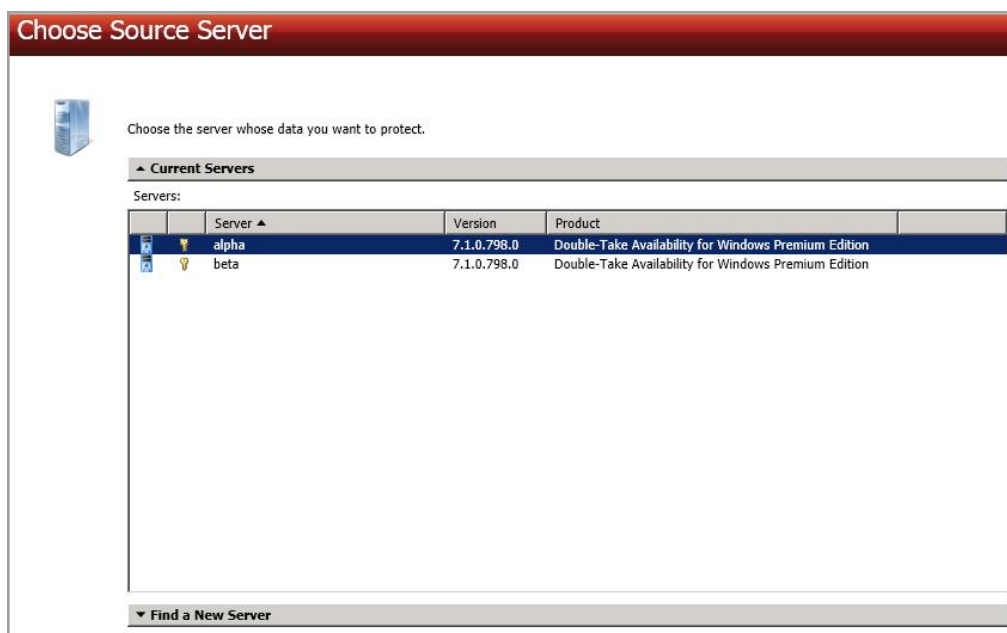 Choose Source Server
Choose the server whose data you want to protect.
Current Servers
Servers:
Server Version Product
alpha 7.1.0.798.0 Double-Take Availability for Windows Premium Edition
beta 7.1.0.798.0 Double-Take Availability for Windows Premium Edition
Find a New Server